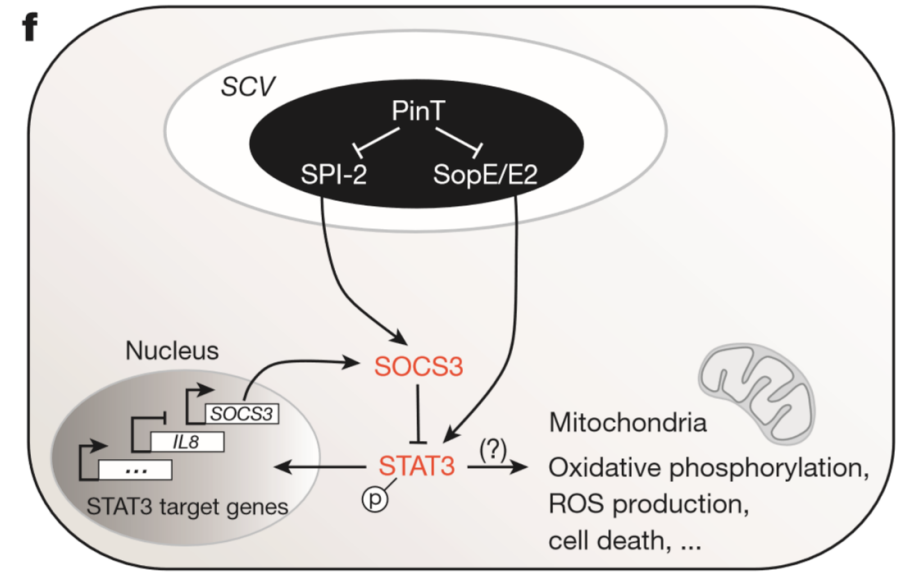 f
SCV
PinT
SPI-2 SopE/E2
Nucleus
SOCS3
SOCS3
IL8
...
STAT3 target genes
STAT3
p
(?)
Mitochondria
Oxidative phosphorylation,
ROS production,
cell death, ...